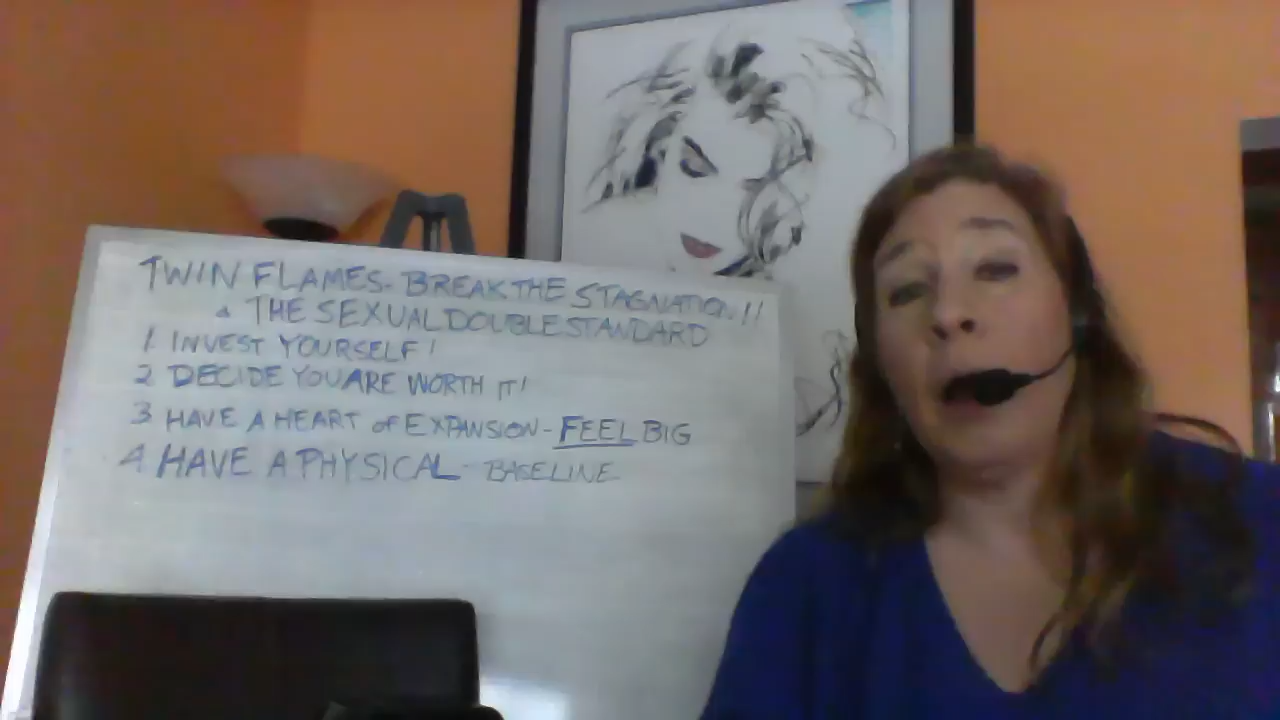 TWIN FLAMES- BREAK THE STAGNATION!!
& THE SEXUAL DOUBLE STANDARD
1 INVEST YOURSELF!
2 DECIDE YOU ARE WORTH IT!
3 HAVE A HEART OF EXPANSION - FEEL BIG
4 HAVE A PHYSICAL - BASELINE